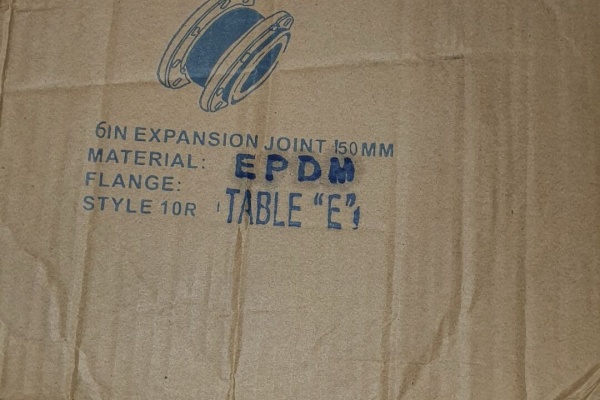 6IN EXPANSION JOINT 150MM
MATERIAL: EPDM
FLANGE:
STYLE 10R TABLE "E"